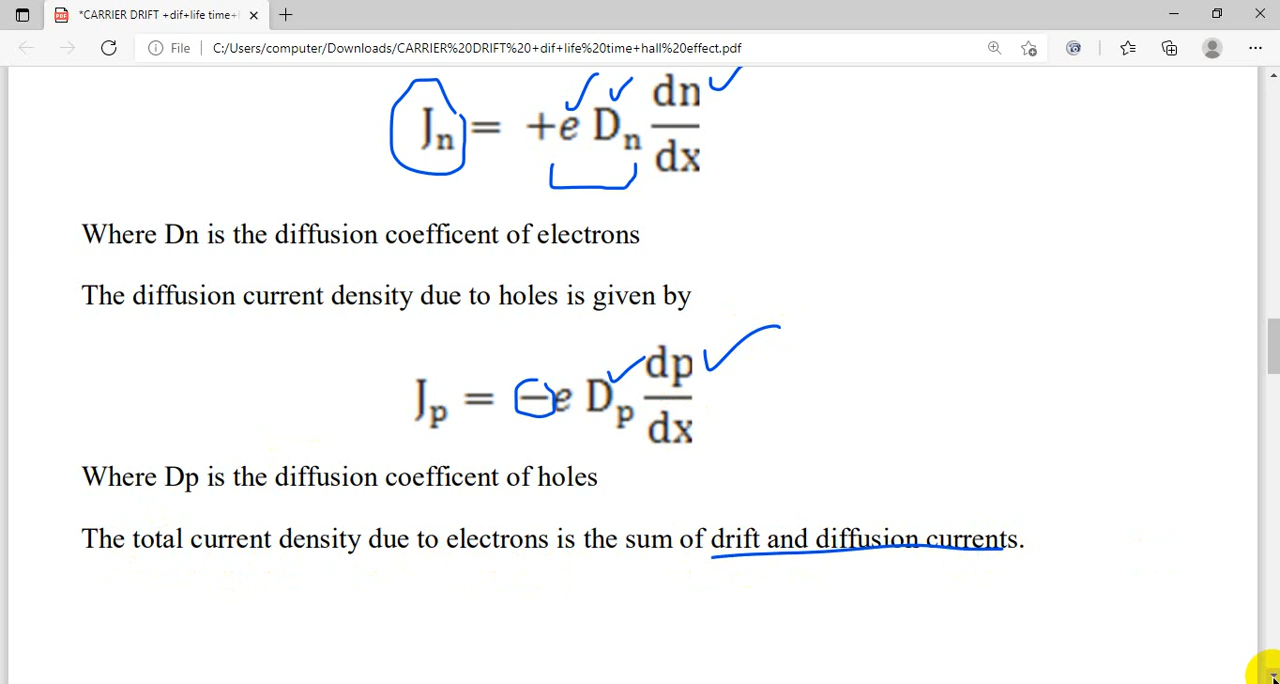 *CARRIER DRIFT +dif+life time+
File C:/Users/computer/Downloads/CARRIER%20DRIFT%20+dif+life%20time+hall%20effect.pdf
Jn = +e Dn dn/dx
Where Dn is the diffusion coefficent of electrons
The diffusion current density due to holes is given by
Jp = −e Dp dp/dx
Where Dp is the diffusion coefficent of holes
The total current density due to electrons is the sum of drift and diffusion currents.